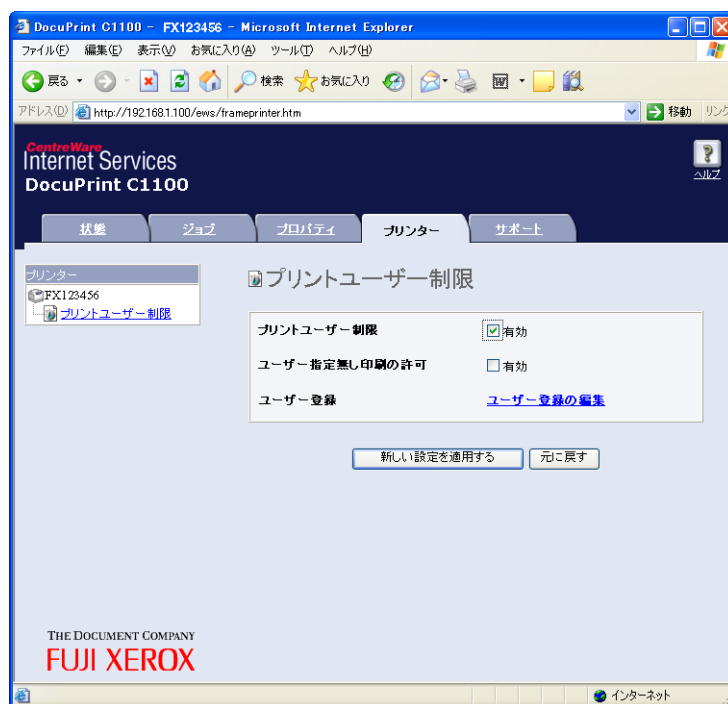 DocuPrint C1100 - FX123456 - Microsoft Internet Explorer
ファイル(F) 編集(E) 表示(V) お気に入り(A) ツール(T) ヘルプ(H)
戻る 検索 お気に入り
アドレス(D) http://192.168.1.100/ews/frameprinter.htm 移動 リンク
CentreWare
Internet Services
DocuPrint C1100
ヘルプ
状態 ジョブ プロパティ プリンター サポート
プリンター
FX123456
プリントユーザー制限
プリントユーザー制限
プリントユーザー制限 有効
ユーザー指定無し印刷の許可 有効
ユーザー登録 ユーザー登録の編集
新しい設定を適用する 元に戻す
THE DOCUMENT COMPANY
FUJI XEROX
インターネット